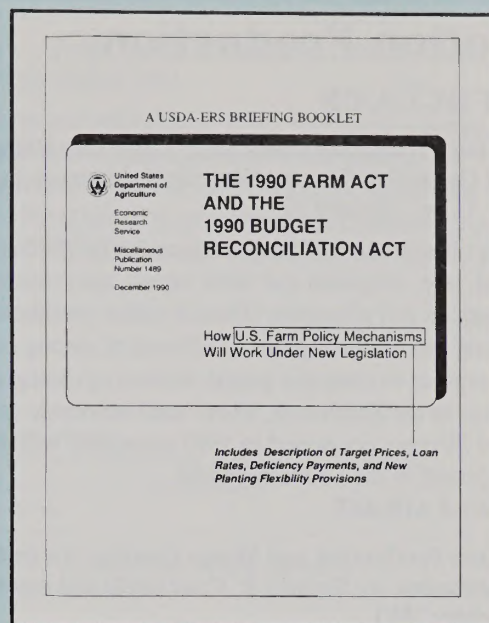 A USDA-ERS BRIEFING BOOKLET
United States
Department of
Agriculture
Economic
Research
Service
Miscellaneous
Publication
Number 1489
December 1990
THE 1990 FARM ACT
AND THE
1990 BUDGET
RECONCILIATION ACT
How U.S. Farm Policy Mechanisms
Will Work Under New Legislation
Includes Description of Target Prices, Loan
Rates, Deficiency Payments, and New
Planting Flexibility Provisions